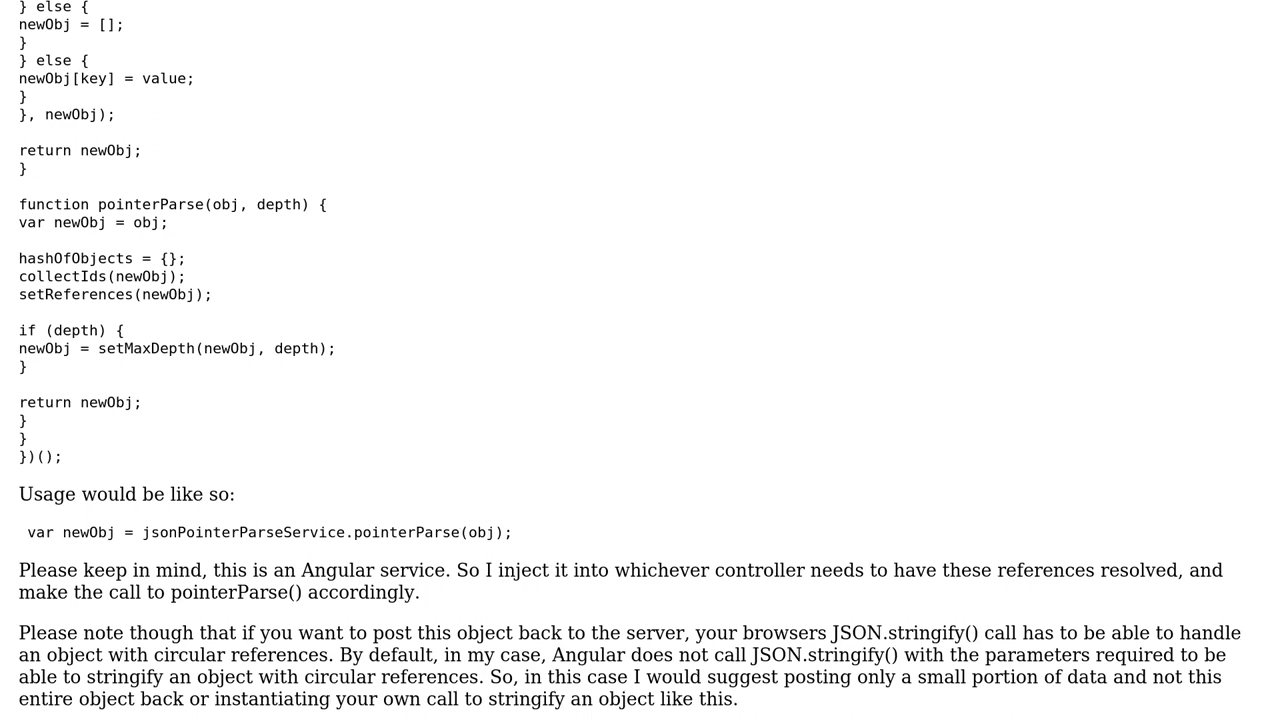 } else {
newObj = [];
}
} else {
newObj[key] = value;
}
}, newObj);
return newObj;
}
function pointerParse(obj, depth) {
var newObj = obj;
hashOfObjects = {};
collectIds(newObj);
setReferences(newObj);
if (depth) {
newObj = setMaxDepth(newObj, depth);
}
return newObj;
}
}
})();
Usage would be like so:
var newObj = jsonPointerParseService.pointerParse(obj);
Please keep in mind, this is an Angular service. So I inject it into whichever controller needs to have these references resolved, and
make the call to pointerParse() accordingly.
Please note though that if you want to post this object back to the server, your browsers JSON.stringify() call has to be able to handle
an object with circular references. By default, in my case, Angular does not call JSON.stringify() with the parameters required to be
able to stringify an object with circular references. So, in this case I would suggest posting only a small portion of data and not this
entire object back or instantiating your own call to stringify an object like this.